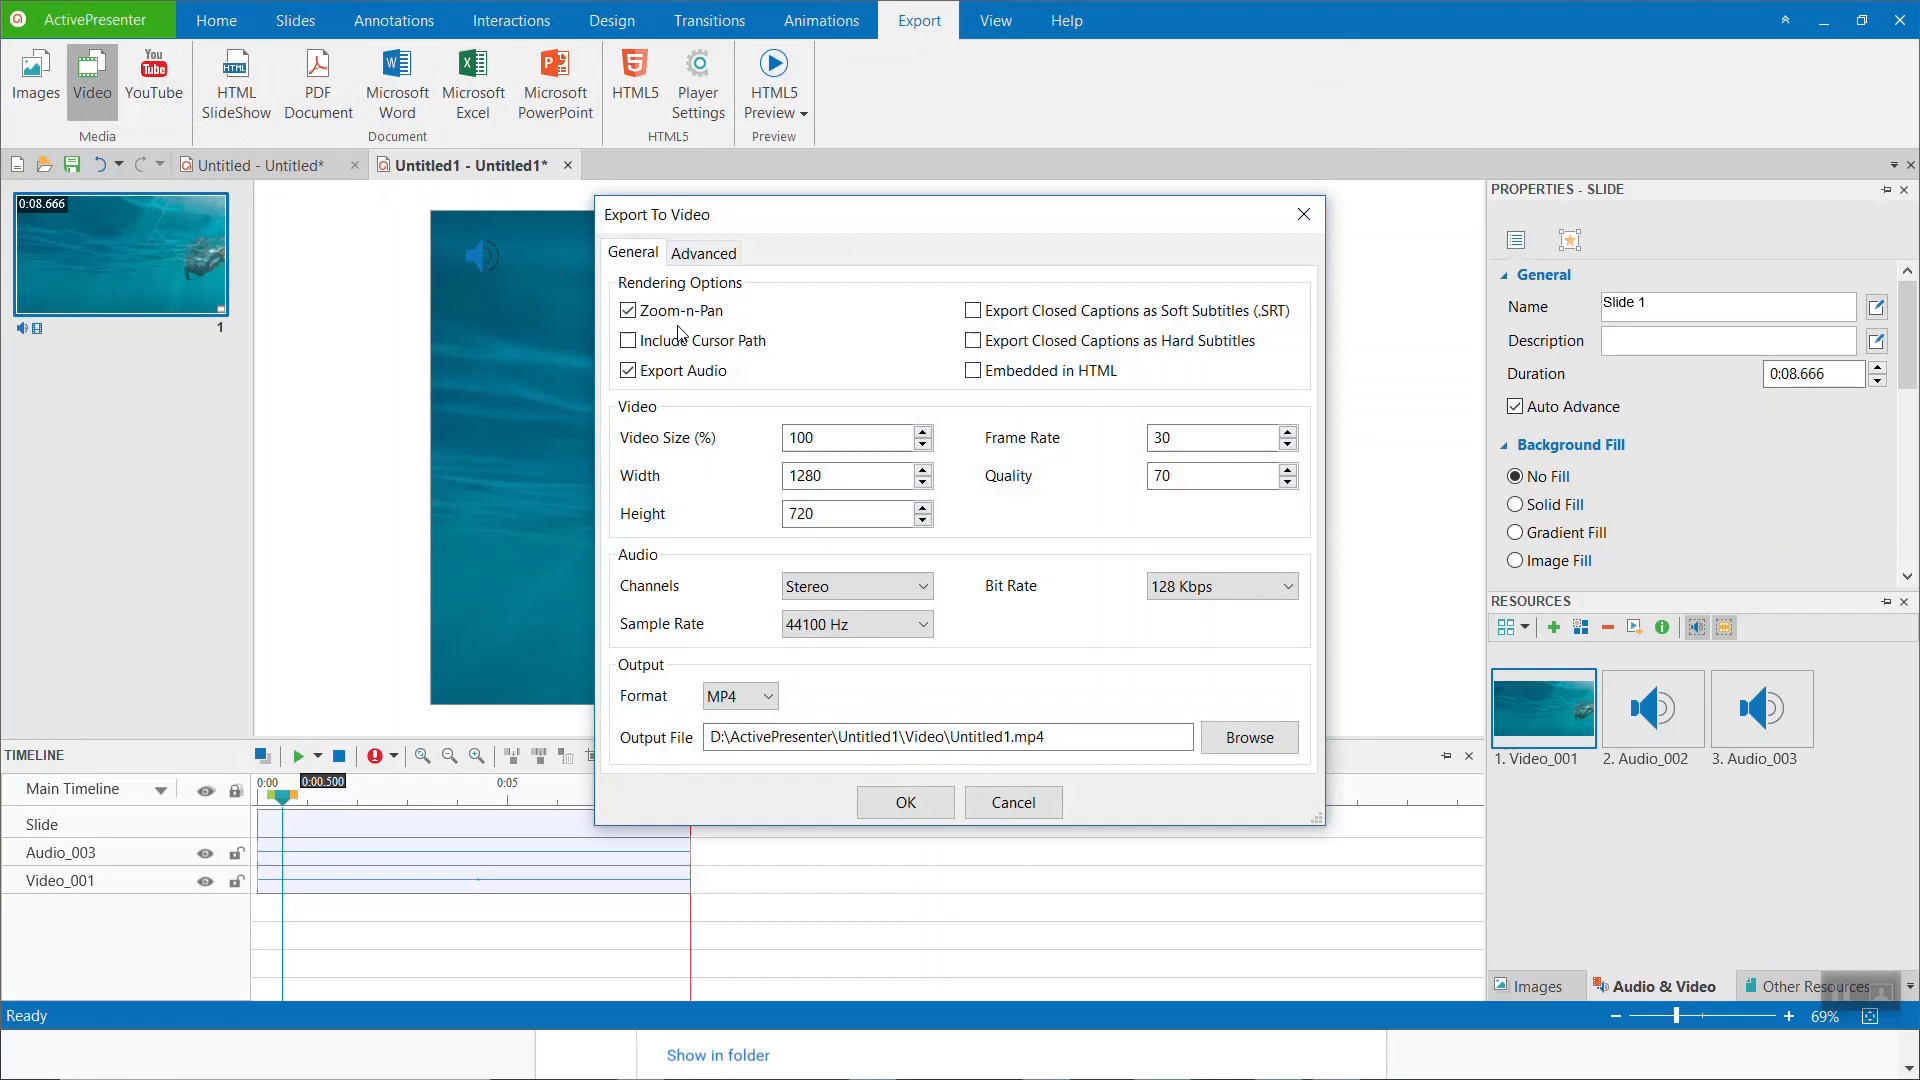 ActivePresenter
Home
Slides
Annotations
Interactions
Design
Transitions
Animations
Export
View
Help
Images
Video
You
Tube
YouTube
HTML
HTML
SlideShow
PDF
Document
W
Microsoft
Word
X
Microsoft
Excel
P
Microsoft
PowerPoint
5
HTML5
Player
Settings
HTML5
Preview
Media
Document
HTML5
Preview
Untitled - Untitled*
Untitled1 - Untitled1*
0:08.666
1
Export To Video
General
Advanced
Rendering Options
Zoom-n-Pan
Include Cursor Path
Export Audio
Export Closed Captions as Soft Subtitles (.SRT)
Export Closed Captions as Hard Subtitles
Embedded in HTML
Video
Video Size (%)
100
Frame Rate
30
Width
1280
Quality
70
Height
720
Audio
Channels
Stereo
Bit Rate
128 Kbps
Sample Rate
44100 Hz
Output
Format
MP4
Output File
D:\ActivePresenter\Untitled1\Video\Untitled1.mp4
Browse
OK
Cancel
PROPERTIES - SLIDE
General
Name
Slide 1
Description
Duration
0:08.666
Auto Advance
Background Fill
No Fill
Solid Fill
Gradient Fill
Image Fill
RESOURCES
1. Video_001
2. Audio_002
3. Audio_003
Images
Audio & Video
Other Resources
TIMELINE
Main Timeline
0:00
0:00.500
0:05
Slide
Audio_003
Video_001
Ready
69%
Show in folder